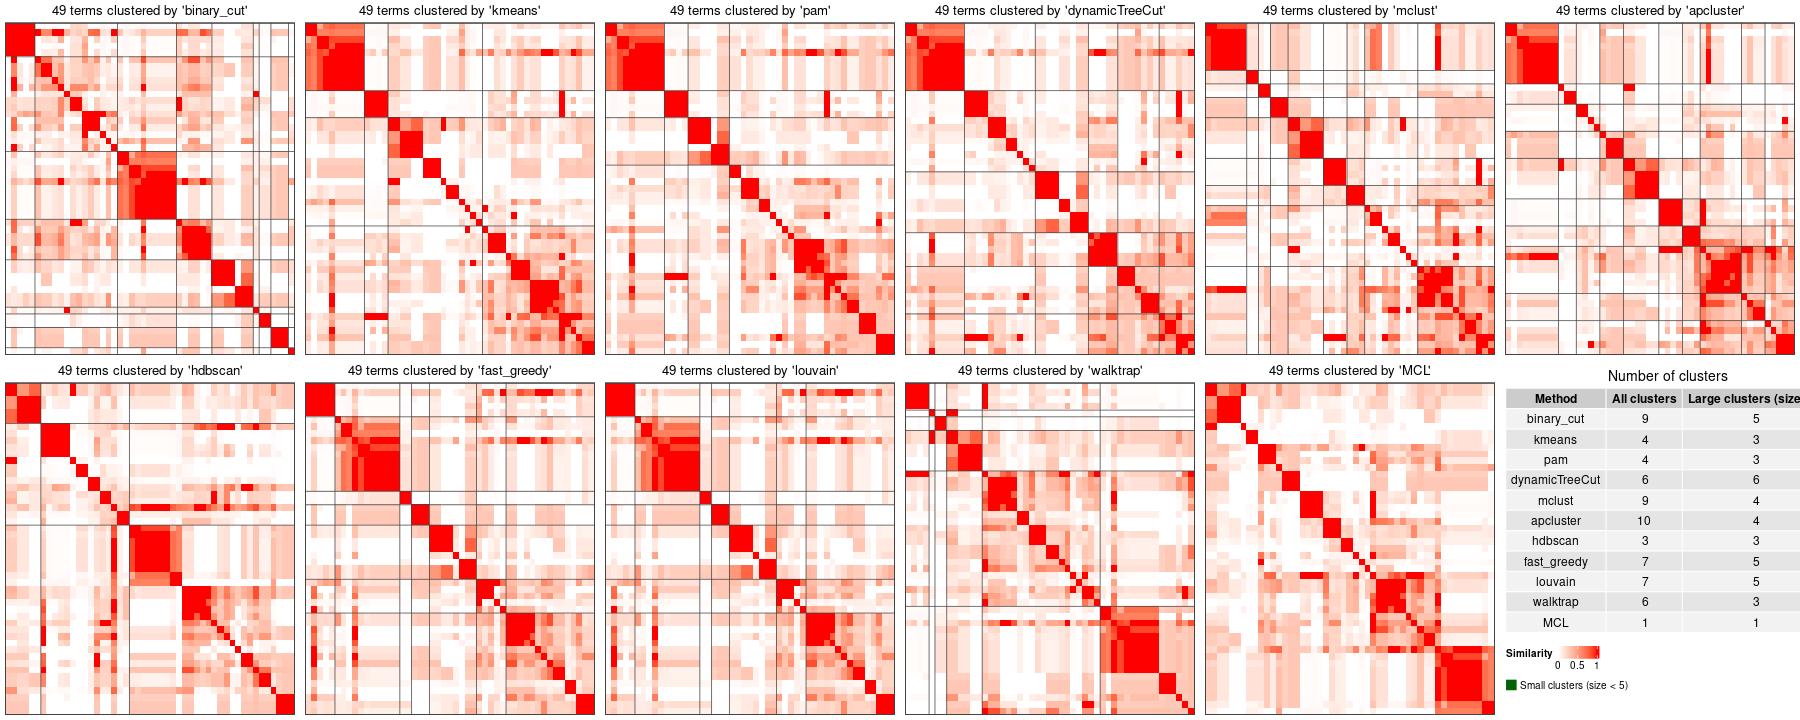 49 terms clustered by 'binary_cut'
49 terms clustered by 'kmeans'
49 terms clustered by 'pam'
49 terms clustered by 'dynamicTreeCut'
49 terms clustered by 'mclust'
49 terms clustered by 'apcluster'
49 terms clustered by 'hdbscan'
49 terms clustered by 'fast_greedy'
49 terms clustered by 'louvain'
49 terms clustered by 'walktrap'
49 terms clustered by 'MCL'
Number of clusters
Method All clusters Large clusters (size
binary_cut 9 5
kmeans 4 3
pam 4 3
dynamicTreeCut 6 6
mclust 9 4
apcluster 10 4
hdbscan 3 3
fast_greedy 7 5
louvain 7 5
walktrap 6 3
MCL 1 1
Similarity
0 0.5 1
Small clusters (size < 5)